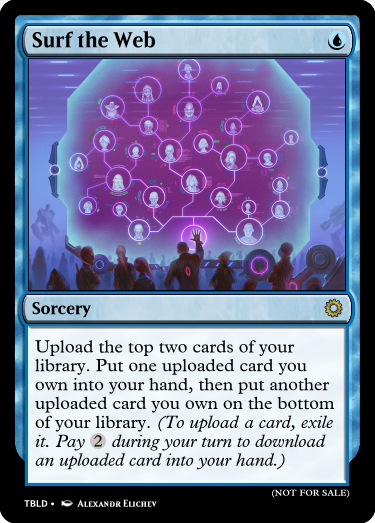 Surf the Web
Sorcery
Upload the top two cards of your
library. Put one uploaded card you
own into your hand, then put another
uploaded card you own on the bottom
of your library. (To upload a card, exile
it. Pay 2 during your turn to download
an uploaded card into your hand.)
(NOT FOR SALE)
TBLD • Alexandr Elichev